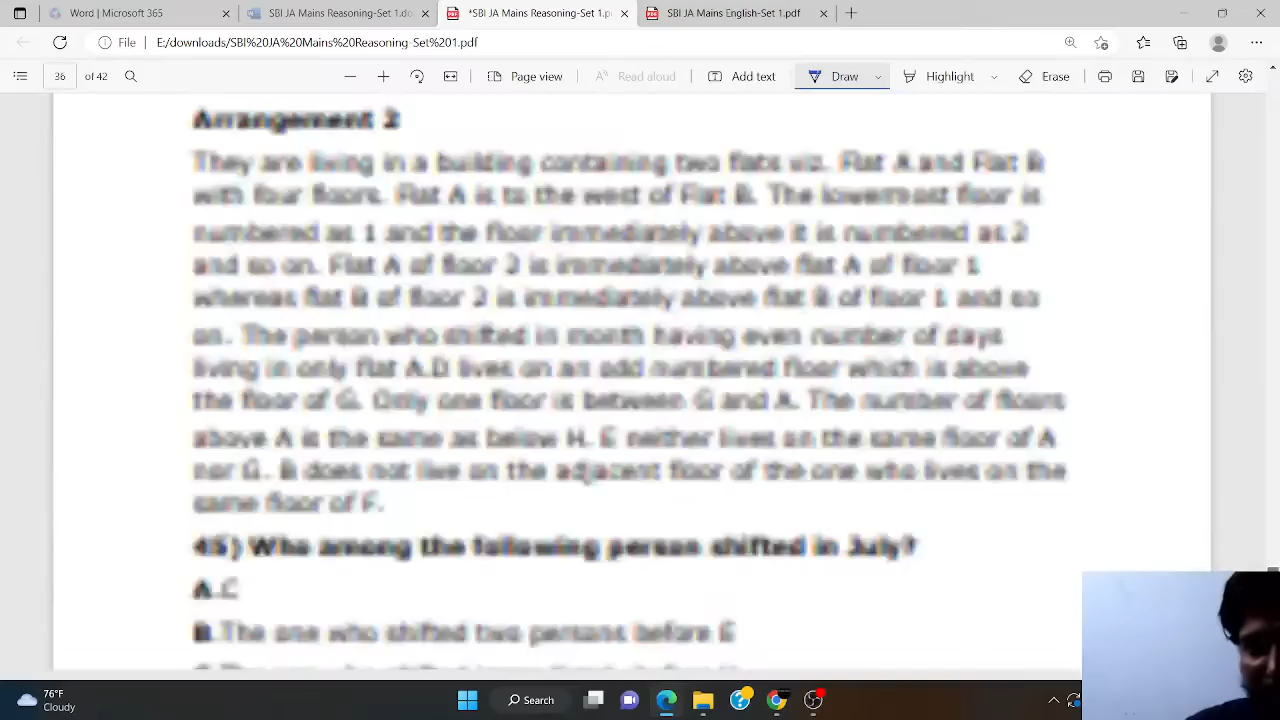 Word | Microsoft 365
SBI JA Mains Reasoning-Set 1.do
*SBI JA Mains Reasoning-Set 1.p
SBI JA Mains English-Set 1.pdf
File
E:/downloads/SBI%20JA%20Mains%20Reasoning-Set%201.pdf
36 of 42
Page view
Read aloud
Add text
Draw
Highlight
Erase
Arrangement 2
They are living in a building containing two flats viz. Flat A and Flat B
with four floors. Flat A is to the west of Flat B. The lowermost floor is
numbered as 1 and the floor immediately above it is numbered as 2
and so on. Flat A of floor 2 is immediately above flat A of floor 1
whereas flat B of floor 2 is immediately above flat B of floor 1 and so
on. The person who shifted in month having even number of days
living in only flat A.D lives on an odd numbered floor which is above
the floor of G. Only one floor is between G and A. The number of floors
above A is the same as below H. E neither lives on the same floor of A
nor G. B does not live on the adjacent floor of the one who lives on the
same floor of F.
45) Who among the following person shifted in July?
A.C
B.The one who shifted two persons before
76°F
Cloudy
Search